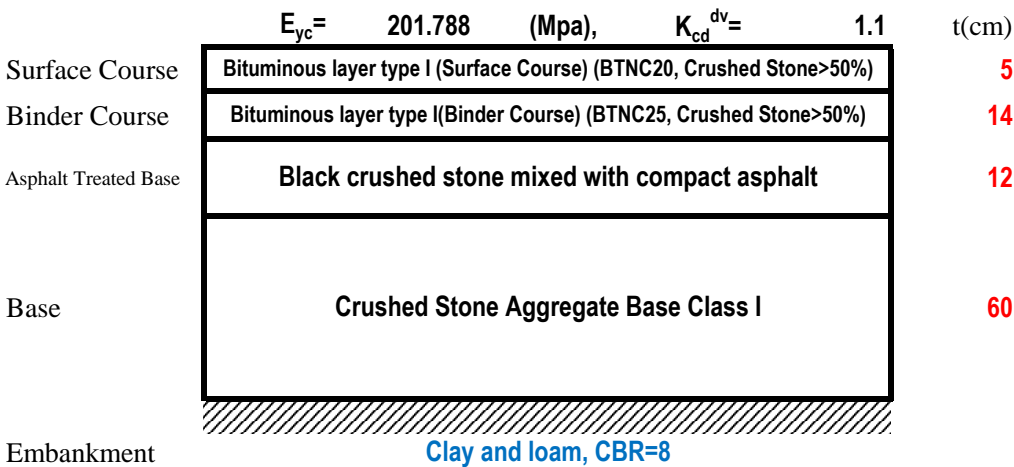 Eyc= 201.788 (Mpa), Kcd^dv= 1.1 t(cm)
Surface Course Bituminous layer type I (Surface Course) (BTNC20, Crushed Stone>50%) 5
Binder Course Bituminous layer type I(Binder Course) (BTNC25, Crushed Stone>50%) 14
Asphalt Treated Base Black crushed stone mixed with compact asphalt 12
Base Crushed Stone Aggregate Base Class I 60
Embankment Clay and loam, CBR=8